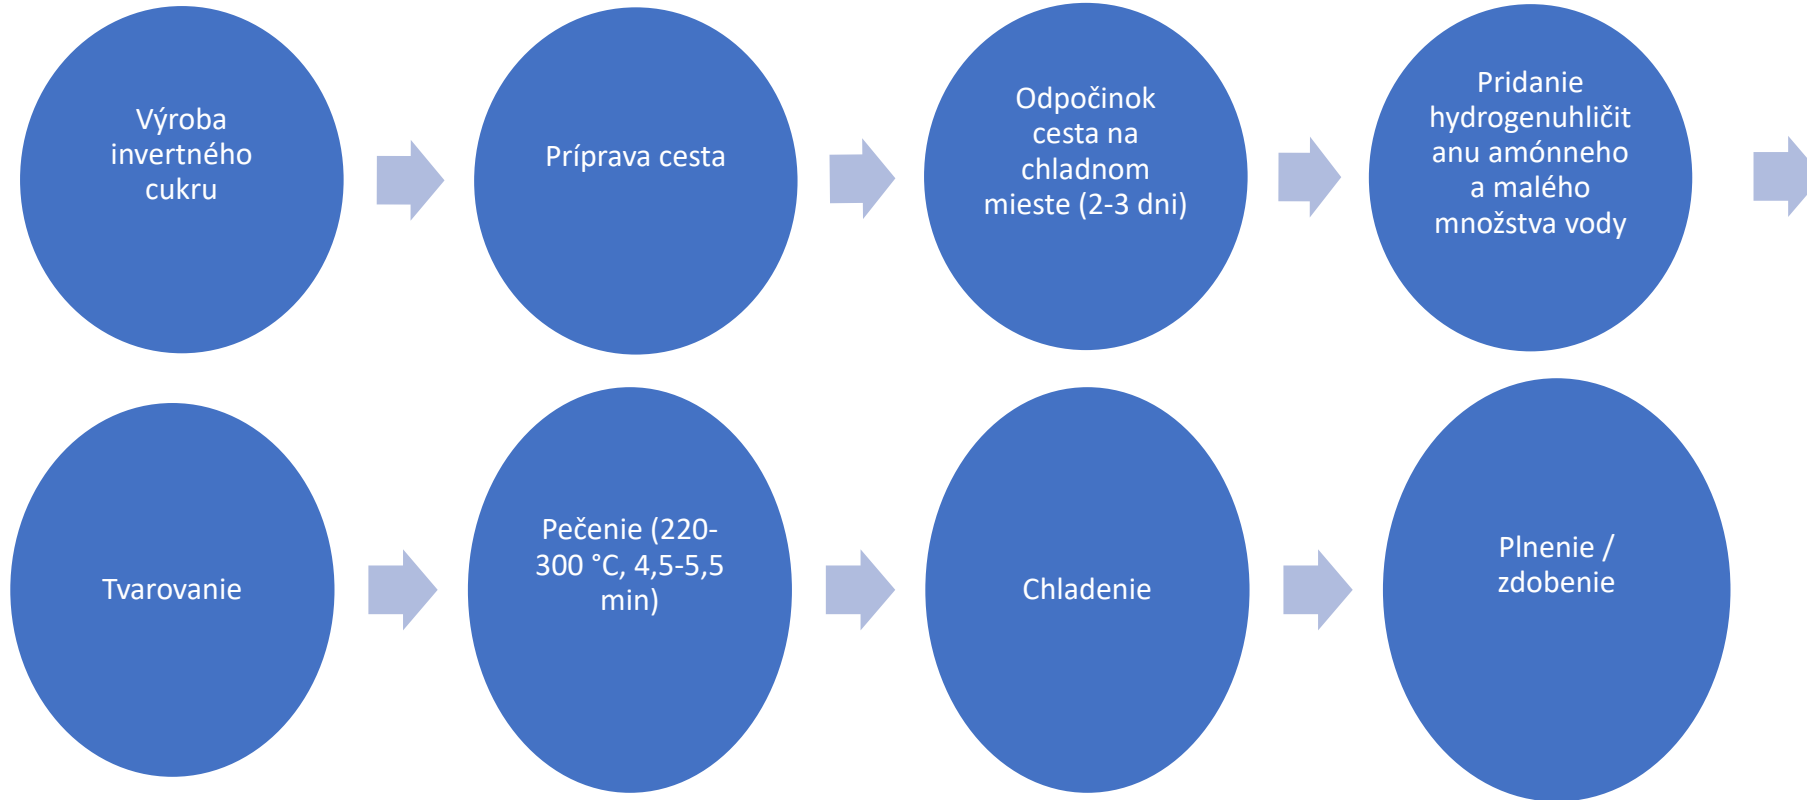 Výroba
invertného
cukru
Príprava cesta
Odpočinok
cesta na
chladnom
mieste (2-3 dni)
Pridanie
hydrogenuhličit
anu amónneho
a malého
množstva vody
Tvarovanie
Pečenie (220-
300 °C, 4,5-5,5
min)
Chladenie
Plnenie /
zdobenie